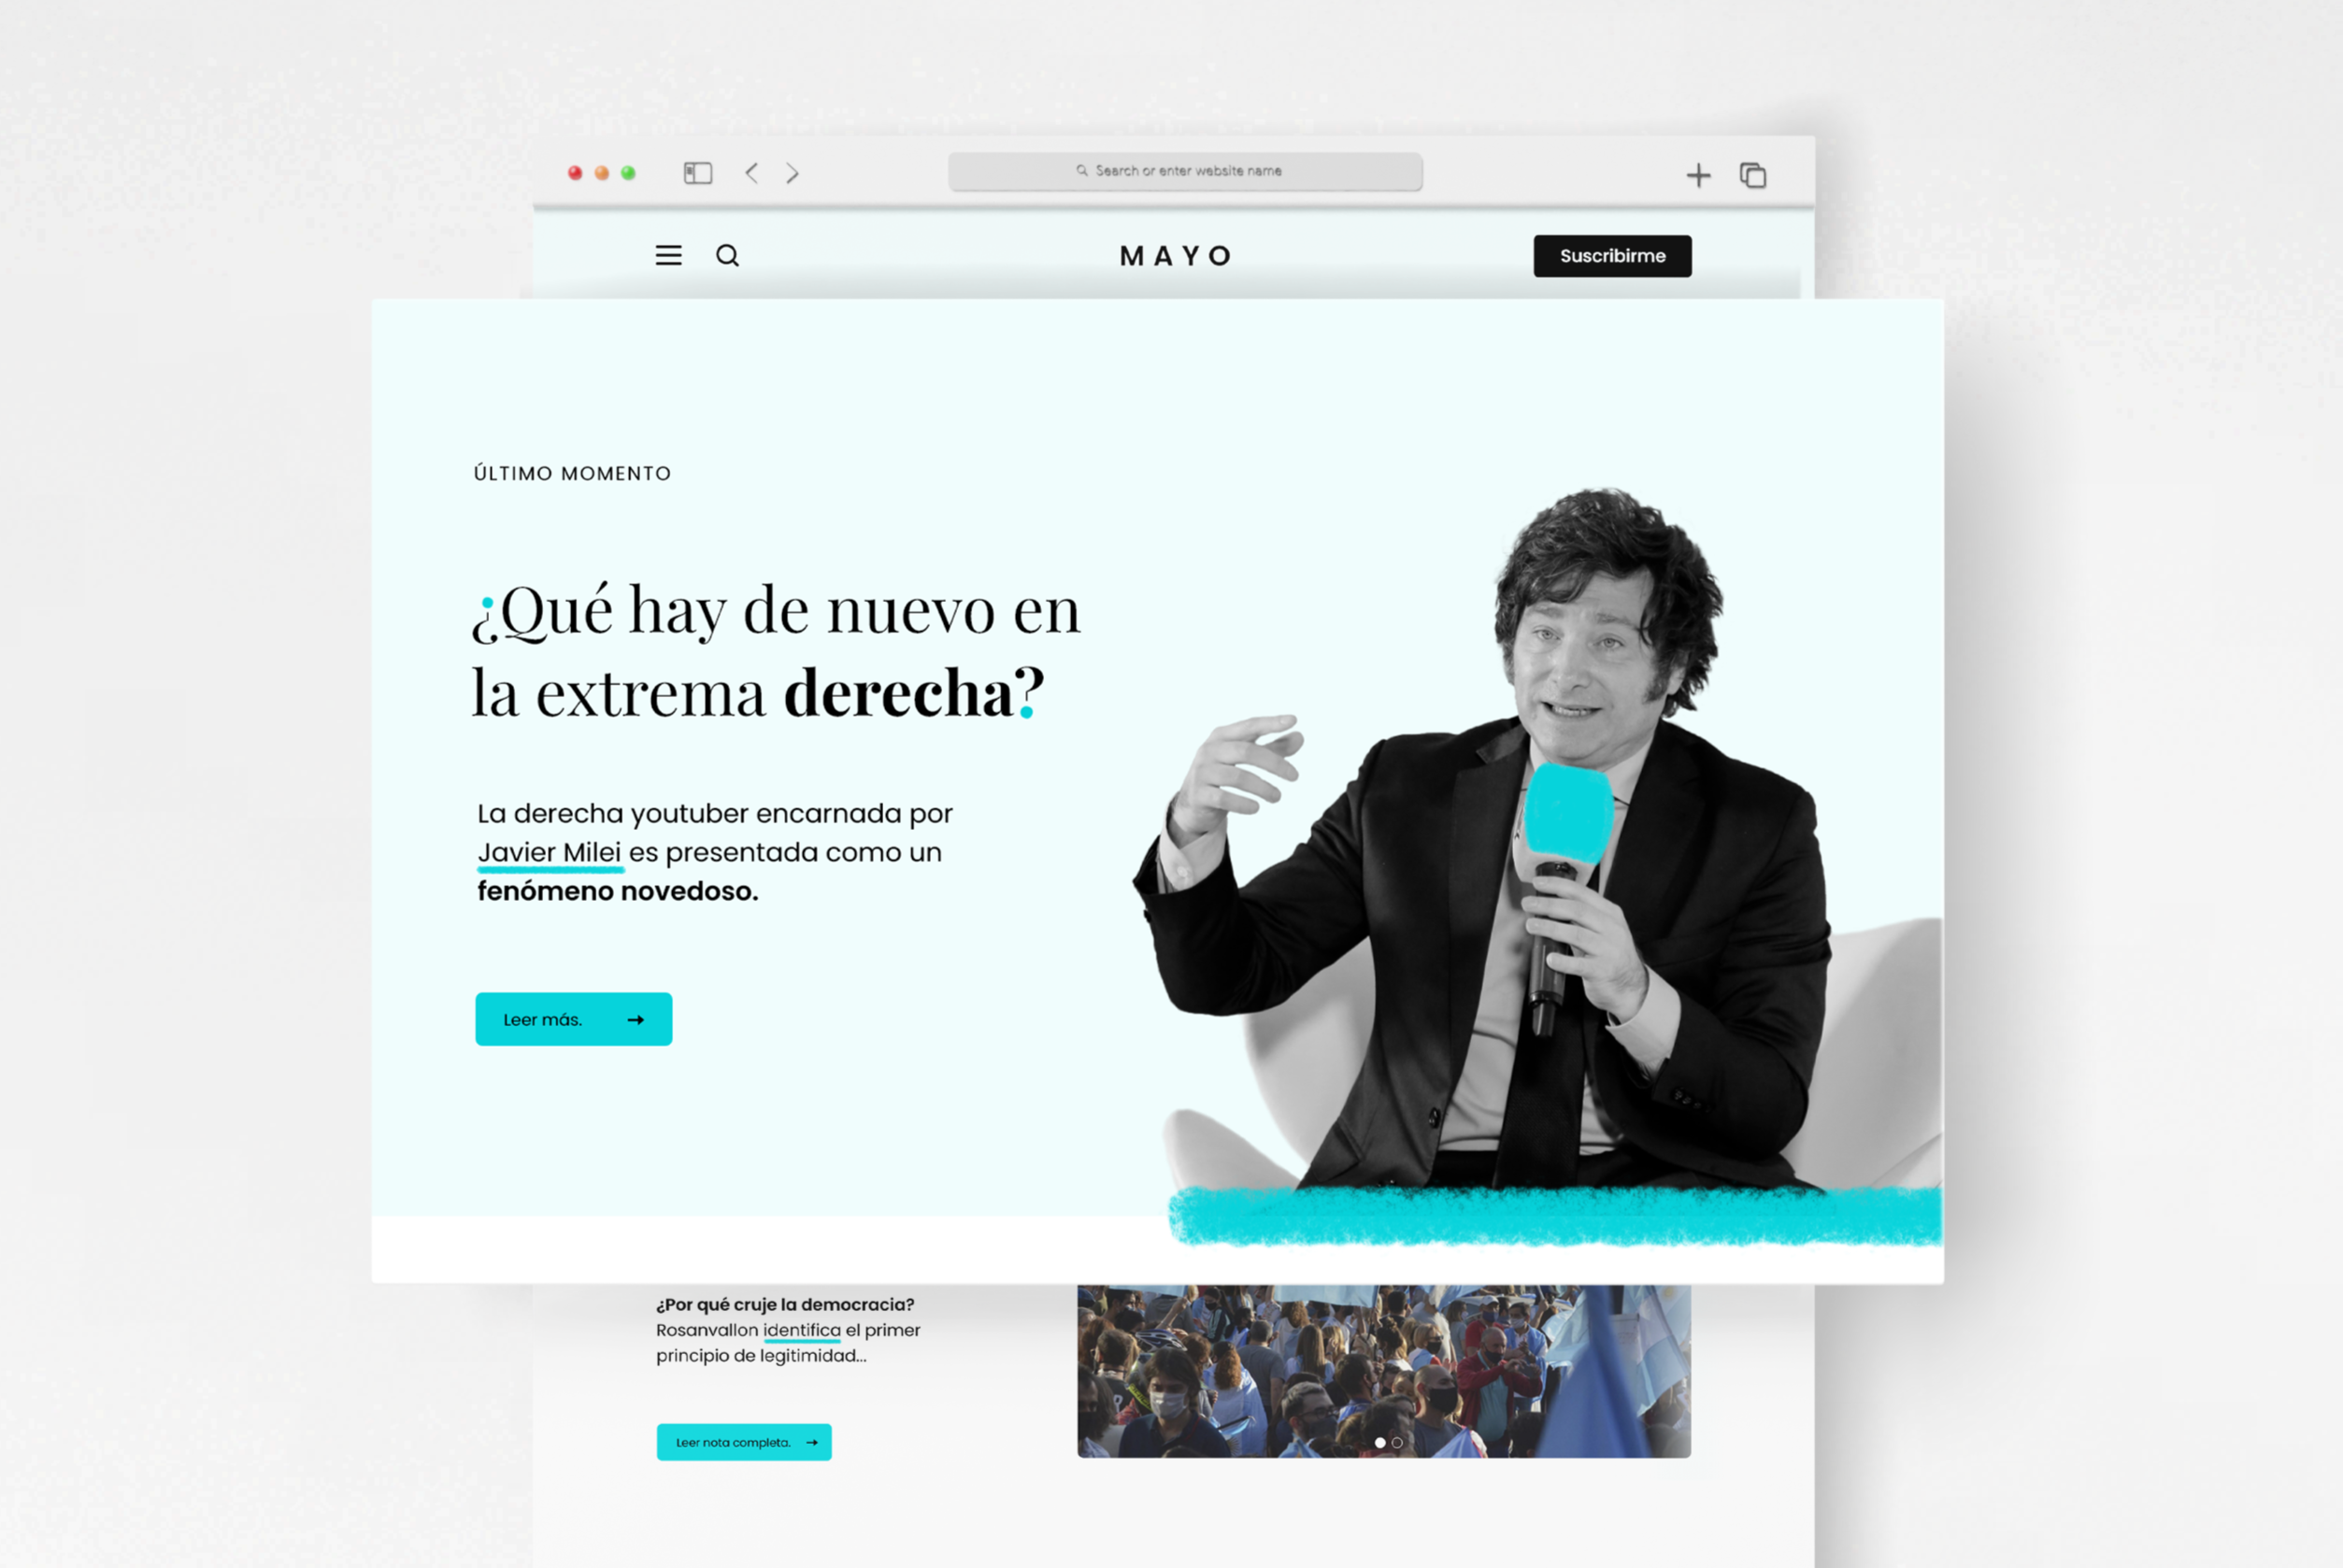 Search or enter website name
MAYO
Suscribirme
ÚLTIMO MOMENTO
¿Qué hay de nuevo en
la extrema derecha?
La derecha youtuber encarnada por
Javier Milei es presentada como un
fenómeno novedoso.
Leer más.
¿Por qué cruje la democracia?
Rosanvallon identifica el primer
principio de legitimidad...
Leer nota completa.